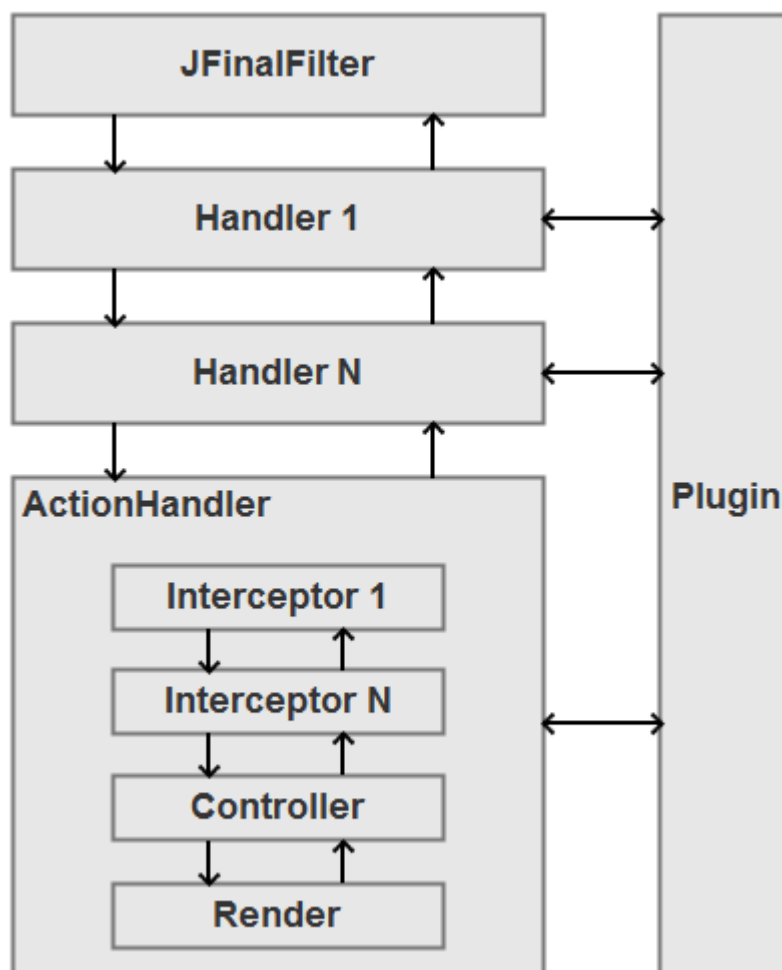 JFinalFilter
Handler 1
Handler N
ActionHandler
Plugin
Interceptor 1
Interceptor N
Controller
Render